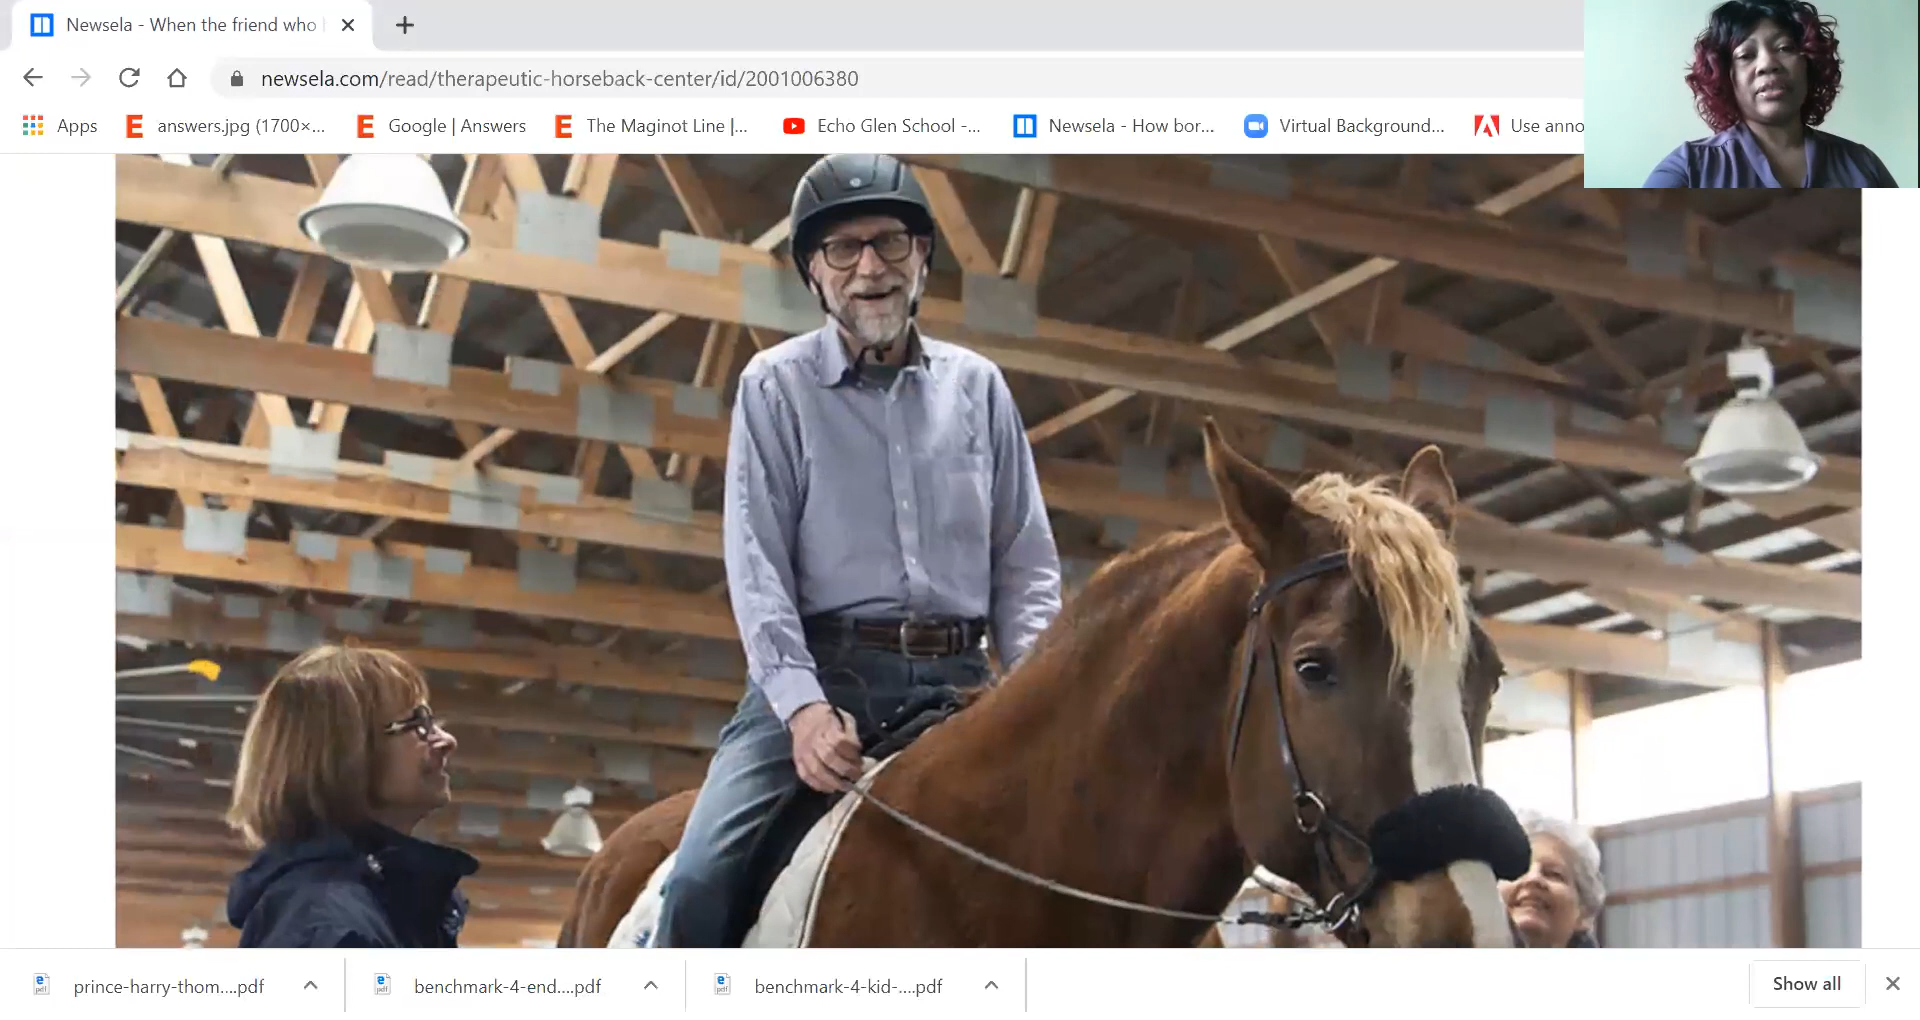 Newsela - When the friend who
newsela.com/read/therapeutic-horseback-center/id/2001006380
Apps
answers.jpg (1700×...
Google | Answers
The Maginot Line |...
Echo Glen School -...
Newsela - How bor...
Virtual Background...
Use anno
prince-harry-thom....pdf
benchmark-4-end....pdf
benchmark-4-kid-....pdf
Show all